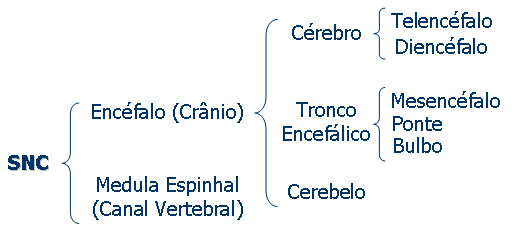 SNC
Encéfalo (Crânio)
Cérebro
Telencéfalo
Diencéfalo
Tronco
Encefálico
Mesencéfalo
Ponte
Bulbo
Cerebelo
Medula Espinhal
(Canal Vertebral)